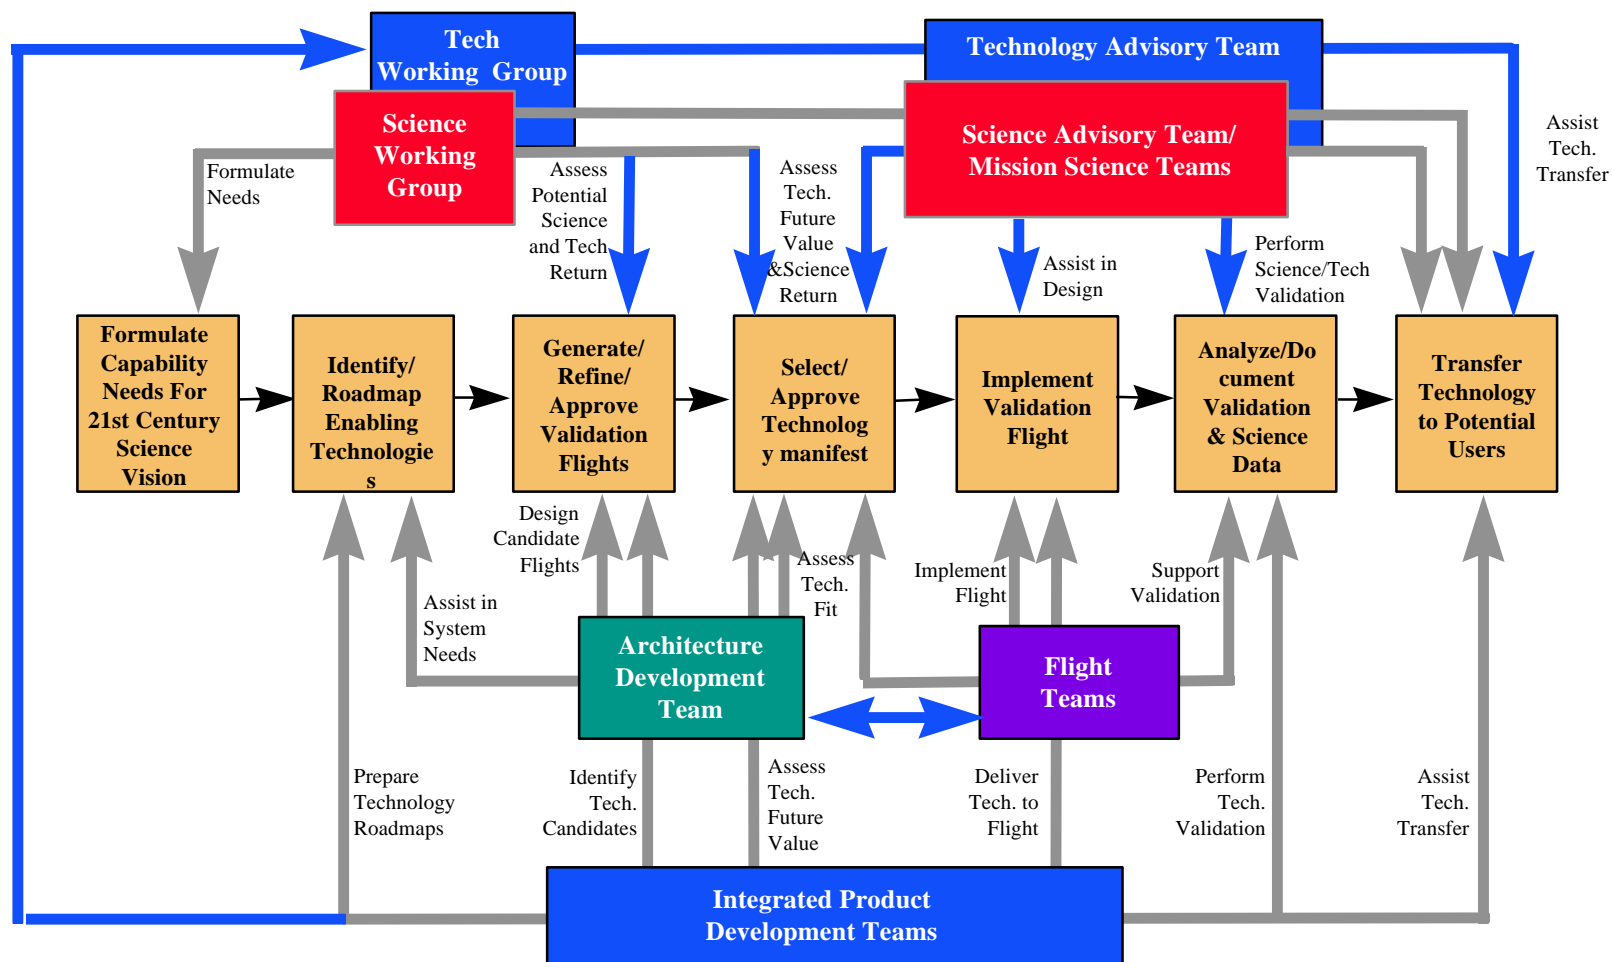 Tech
Working Group
Technology Advisory Team
Science
Working
Group
Science Advisory Team/
Mission Science Teams
Assist
Tech.
Transfer
Formulate
Needs
Assess
Potential
Science
and Tech
Return
Assess
Tech.
Future
Value
&Science
Return
Assist in
Design
Perform
Science/Tech
Validation
Formulate
Capability
Needs For
21st Century
Science
Vision
Identify/
Roadmap
Enabling
Technologie
s
Generate/
Refine/
Approve
Validation
Flights
Select/
Approve
Technolog
y manifest
Implement
Validation
Flight
Analyze/Do
cument
Validation
& Science
Data
Transfer
Technology
to Potential
Users
Design
Candidate
Flights
Assess
Tech.
Fit
Implement
Flight
Support
Validation
Assist in
System
Needs
Architecture
Development
Team
Flight
Teams
Prepare
Technology
Roadmaps
Identify
Tech.
Candidates
Assess
Tech.
Future
Value
Deliver
Tech. to
Flight
Perform
Tech.
Validation
Assist
Tech.
Transfer
Integrated Product
Development Teams